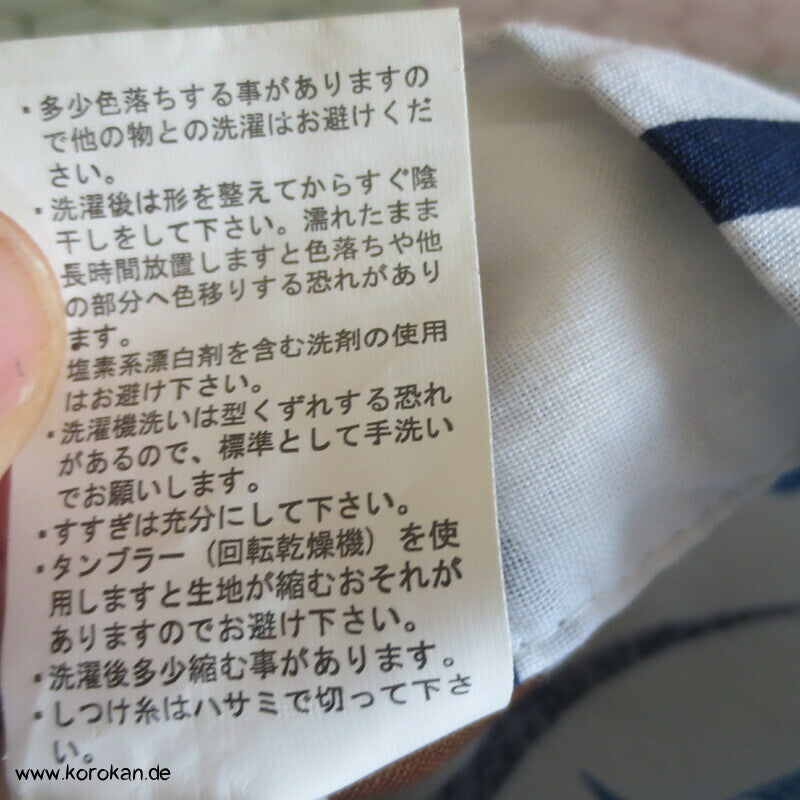 ・多少色落ちする事がありますの
で他の物との洗濯はお避けくだ
さい。
・洗濯後は形を整えてからすぐ陰
干しをして下さい。濡れたまま
長時間放置しますと色落ちや他
の部分へ色移りする恐れがあり
ます。
塩素系漂白剤を含む洗剤の使用
はお避け下さい。
・洗濯機洗いは型くずれする恐れ
があるので、標準として手洗い
でお願いします。
・すすぎは充分にして下さい。
・タンブラー（回転乾燥機）を使
用しますと生地が縮むおそれが
ありますのでお避け下さい。
・洗濯後多少縮む事があります。
・しつけ糸はハサミで切って下さ
い。
www.korokan.de